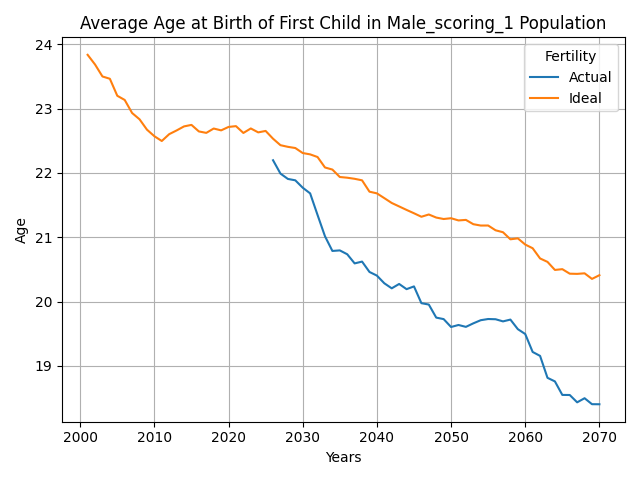 Average Age at Birth of First Child in Male_scoring_1 Population
Fertility
Actual
Ideal
Age
24
23
22
21
20
19
2000 2010 2020 2030 2040 2050 2060 2070
Years